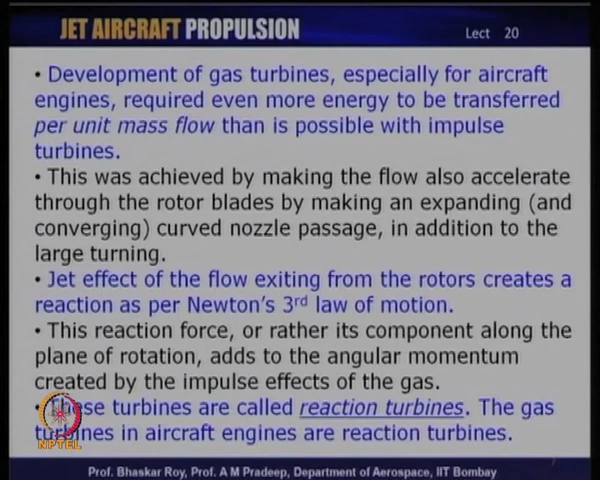 JET AIRCRAFT PROPULSION
Lect 20
• Development of gas turbines, especially for aircraft
engines, required even more energy to be transferred
per unit mass flow than is possible with impulse
turbines.
• This was achieved by making the flow also accelerate
through the rotor blades by making an expanding (and
converging) curved nozzle passage, in addition to the
large turning.
• Jet effect of the flow exiting from the rotors creates a
reaction as per Newton's 3rd law of motion.
• This reaction force, or rather its component along the
plane of rotation, adds to the angular momentum
created by the impulse effects of the gas.
• These turbines are called reaction turbines. The gas
turbines in aircraft engines are reaction turbines.
NPTEL
Prof. Bhaskar Roy, Prof. A M Pradeep, Department of Aerospace, IIT Bombay
7